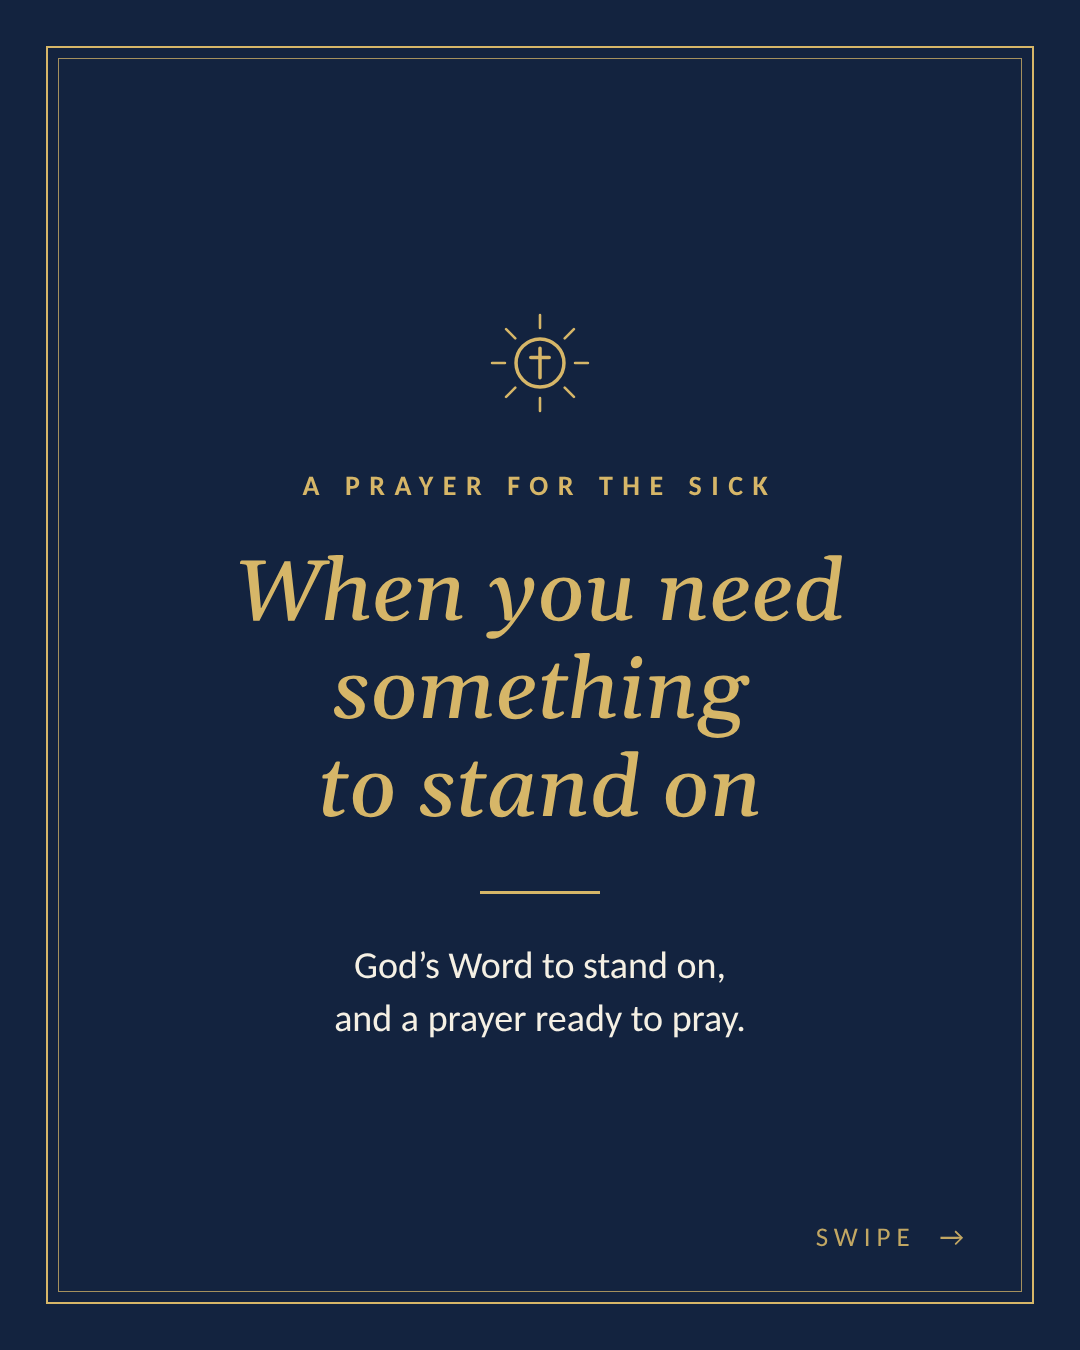 A PRAYER FOR THE SICK
When you need
something
to stand on
God’s Word to stand on,
and a prayer ready to pray.
SWIPE →